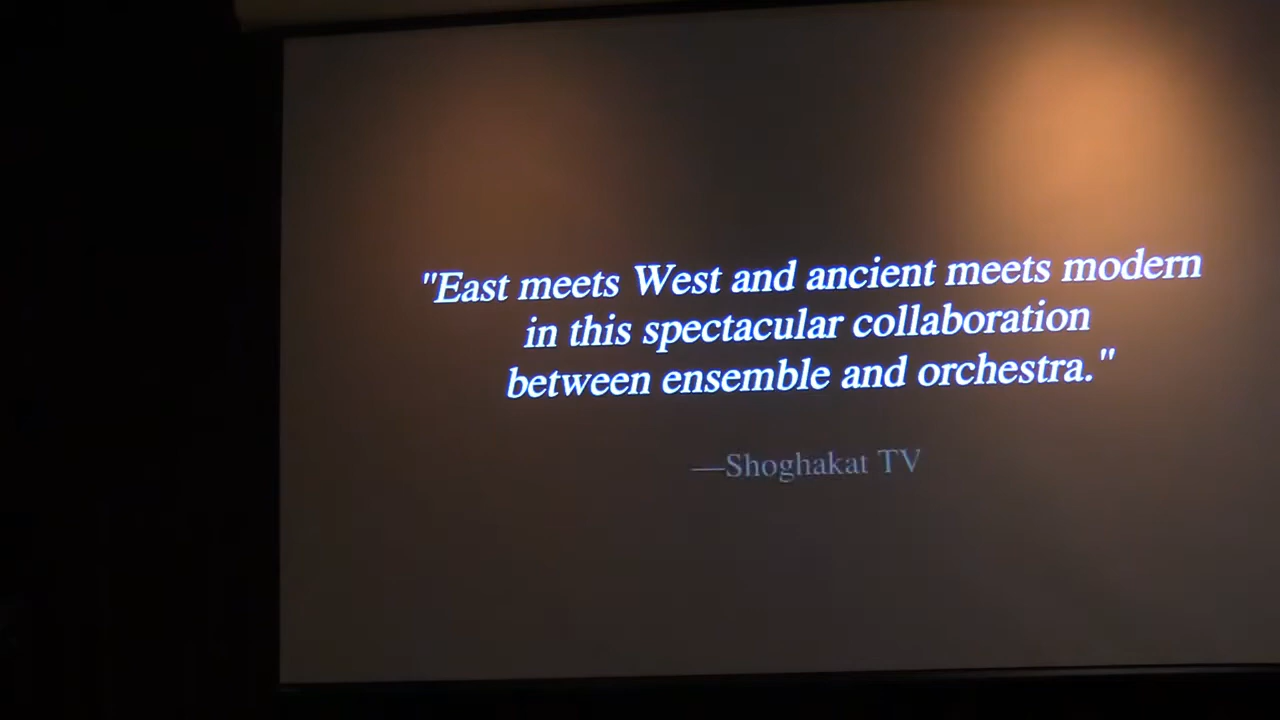 "East meets West and ancient meets modern
in this spectacular collaboration
between ensemble and orchestra."
—Shoghakat TV